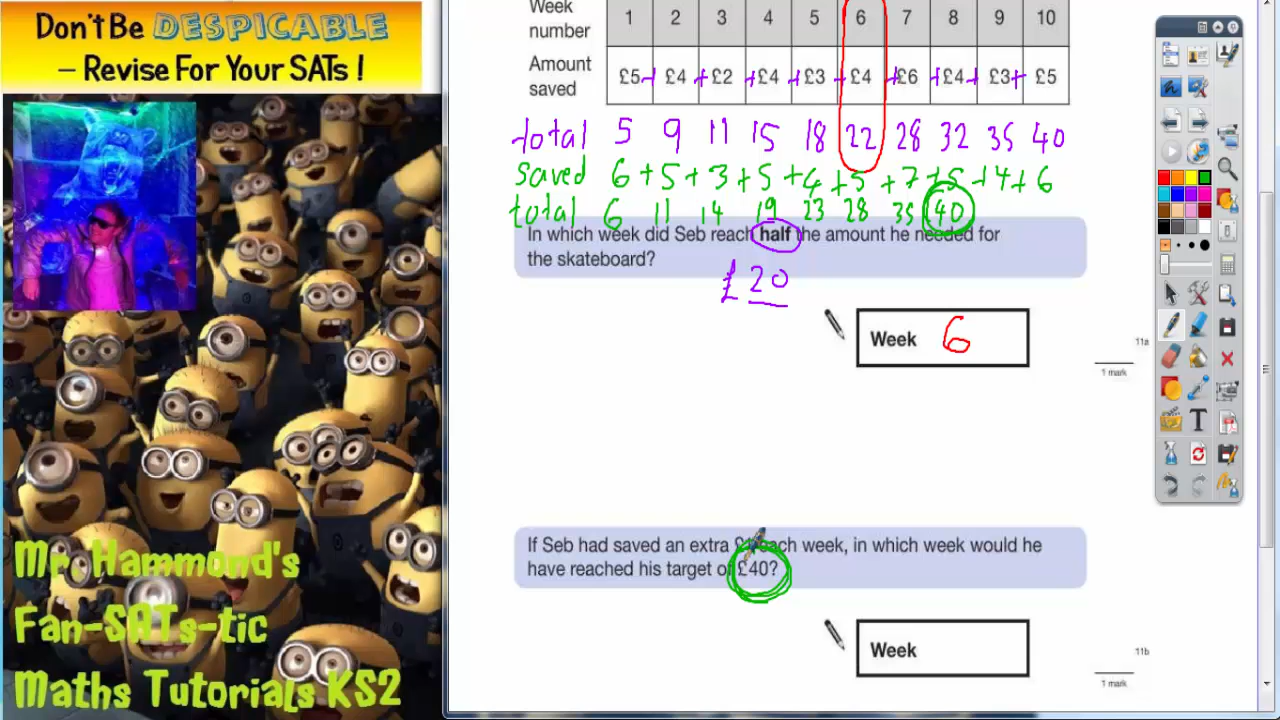 Don't Be DESPICABLE
– Revise For Your SATs !
Week number 1 2 3 4 5 6 7 8 9 10
Amount saved £5 + £4 + £2 + £4 + £3 + £4 + £6 + £4 + £3 + £5
total 5 9 11 15 18 22 28 32 35 40
saved 6 + 5 + 3 + 5 + 4 + 5 + 7 + 5 + 4 + 6
total 6 11 14 19 23 28 35 40
In which week did Seb reach half the amount he needed for
the skateboard?
£20
Week 6
11a
1 mark
If Seb had saved an extra £1 each week, in which week would he
have reached his target of £40?
Week
11b
1 mark
Mr Hammond's
Fan-SATs-tic
Maths Tutorials KS2